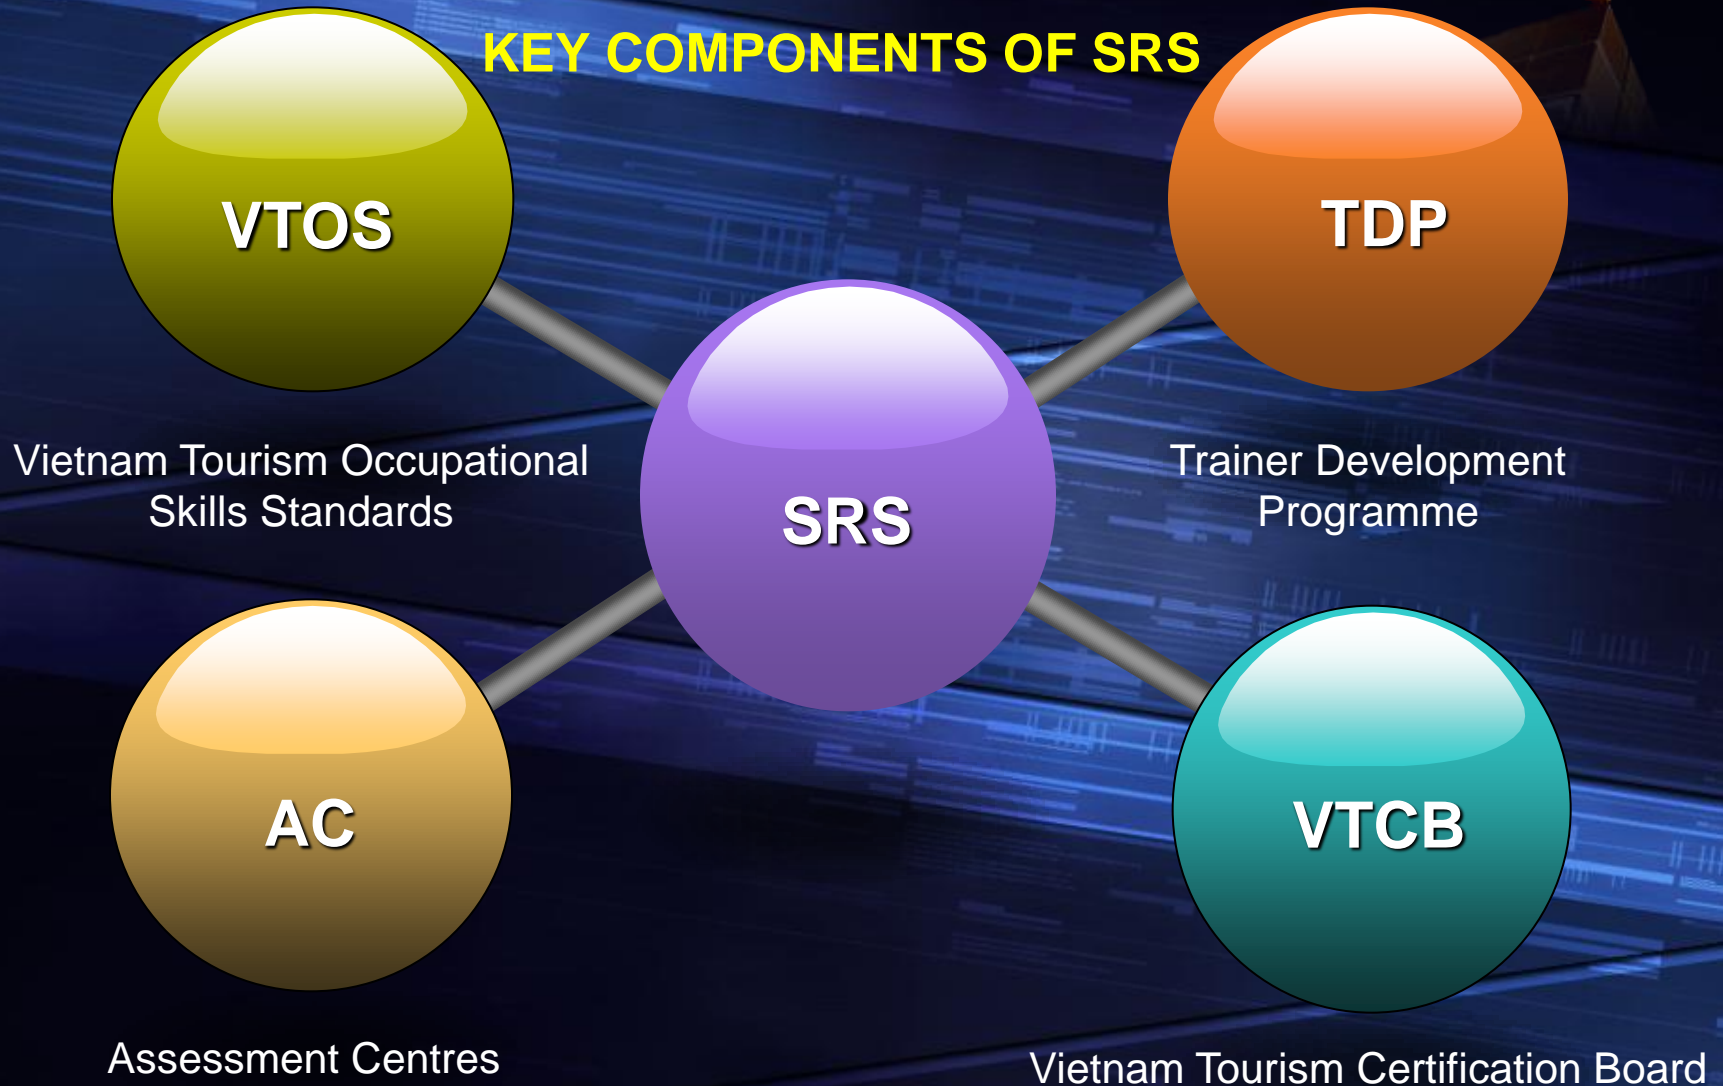 KEY COMPONENTS OF SRS
VTOS
TDP
Vietnam Tourism Occupational
Skills Standards
Trainer Development
Programme
SRS
AC
VTCB
Assessment Centres
Vietnam Tourism Certification Board